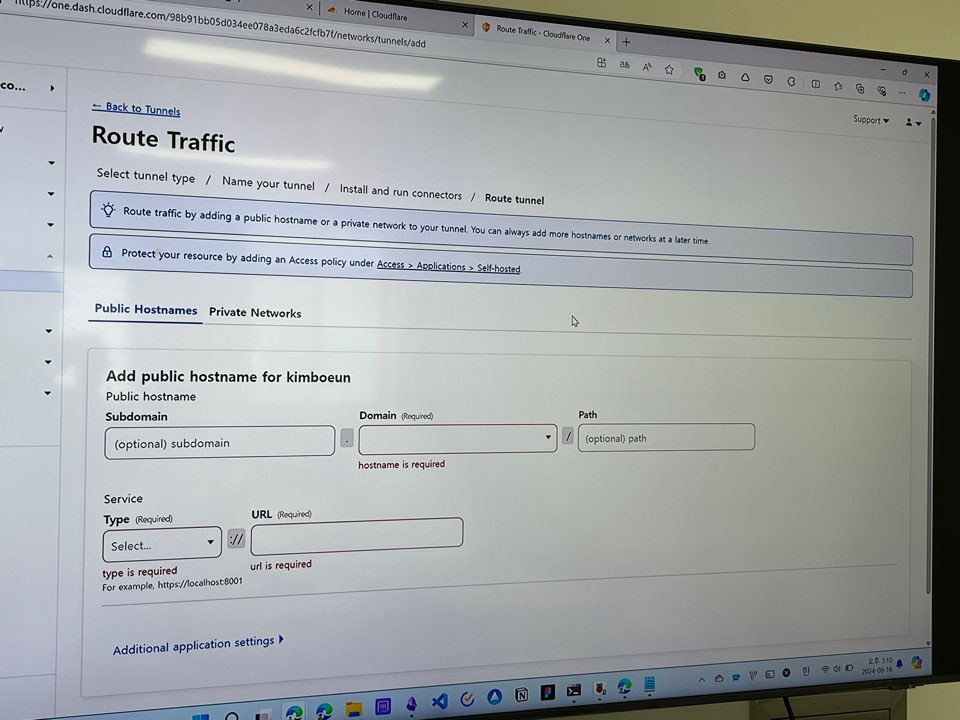 https://one.dash.cloudflare.com/98b91bb05d034ee078a3eda6c2fcfb7f/networks/tunnels/add
Home | Cloudflare
Route Traffic - Cloudflare One
Support
co...
← Back to Tunnels
Route Traffic
Select tunnel type / Name your tunnel / Install and run connectors / Route tunnel
Route traffic by adding a public hostname or a private network to your tunnel. You can always add more hostnames or networks at a later time.
Protect your resource by adding an Access policy under Access > Applications > Self-hosted.
Public Hostnames Private Networks
Add public hostname for kimboeun
Public hostname
Subdomain Domain (Required) Path
(optional) subdomain . / (optional) path
hostname is required
Service
Type (Required) URL (Required)
Select... ://
type is required url is required
For example, https://localhost:8001
Additional application settings
한
오후 3:10
2024-08-16